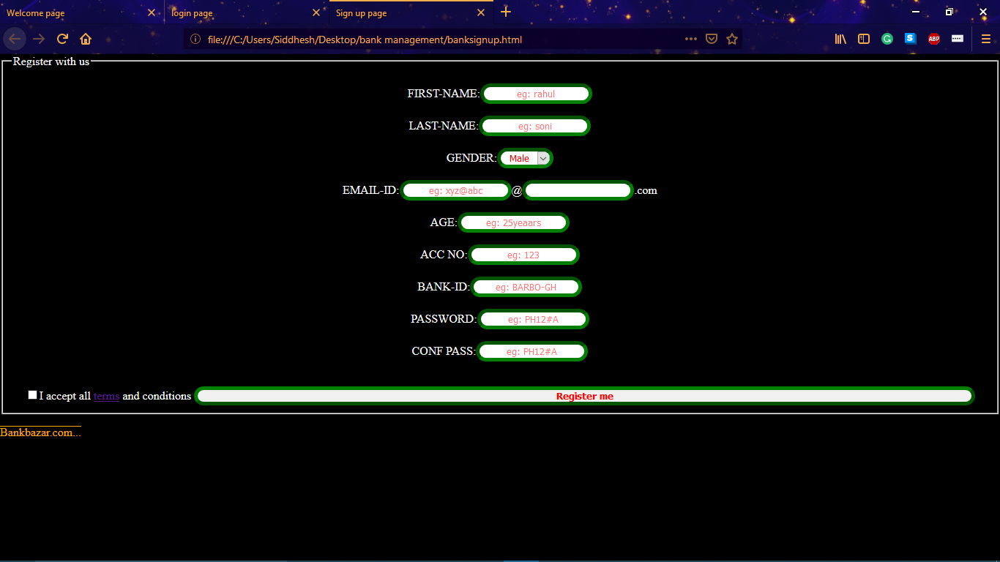 Welcome page login page Sign up page
file:///C:/Users/Siddhesh/Desktop/bank management/banksignup.html
Register with us
FIRST-NAME: eg: rahul
LAST-NAME: eg: soni
GENDER: Male
EMAIL-ID: eg: xyz@abc @ .com
AGE: eg: 25yeaars
ACC NO: eg: 123
BANK-ID: eg: BARBO-GH
PASSWORD: eg: PH12#A
CONF PASS: eg: PH12#A
I accept all terms and conditions Register me
Bankbazar.com...